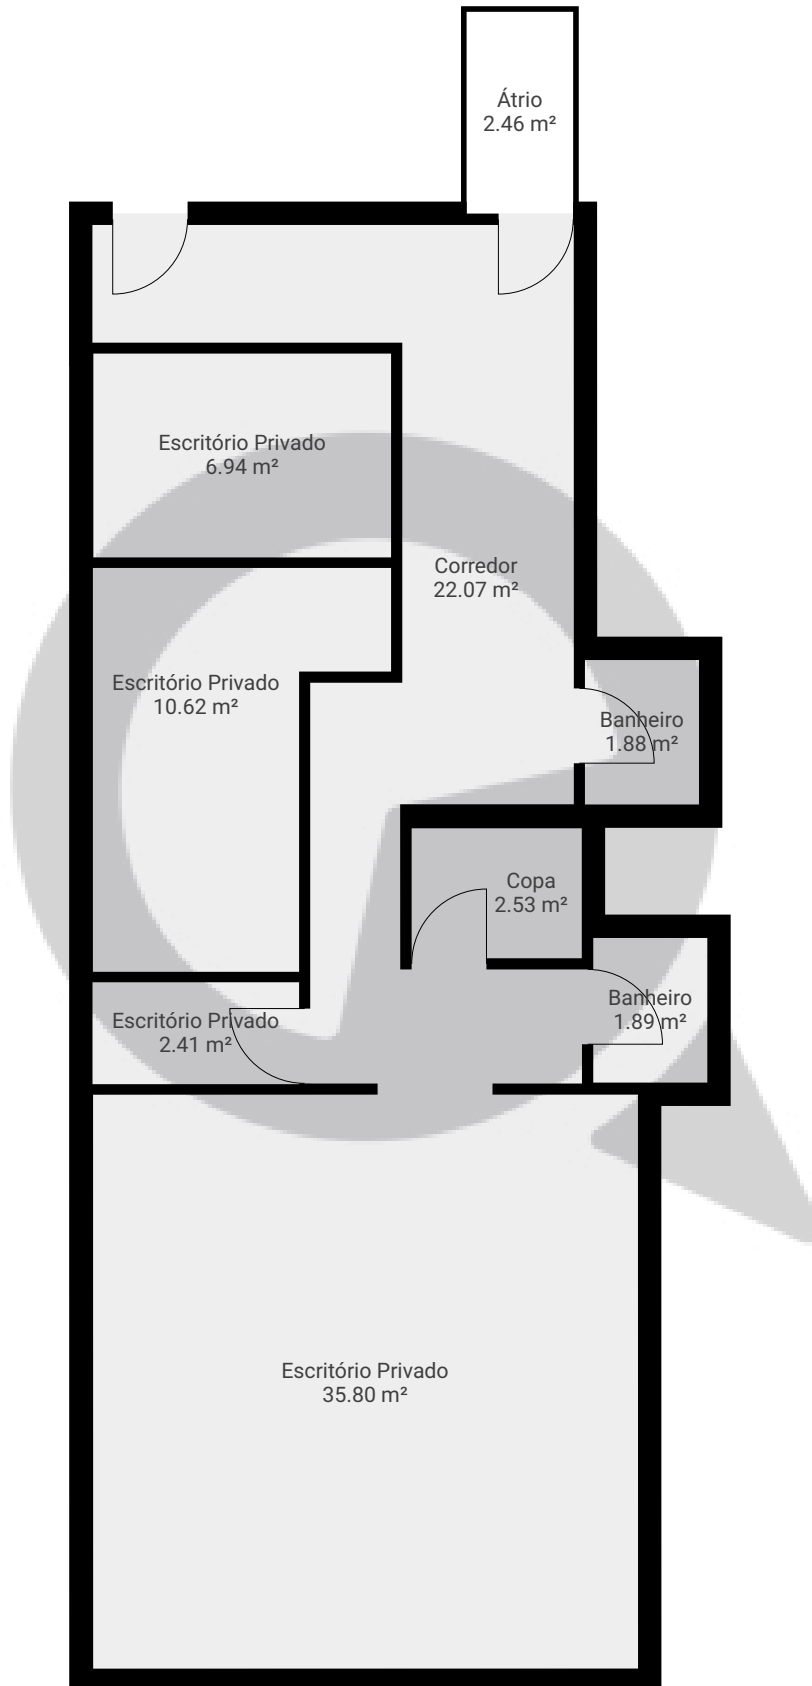 Átrio
2.46 m²
Escritório Privado
6.94 m²
Corredor
22.07 m²
Escritório Privado
10.62 m²
Banheiro
1.88 m²
Copa
2.53 m²
Banheiro
1.89 m²
Escritório Privado
2.41 m²
Escritório Privado
35.80 m²